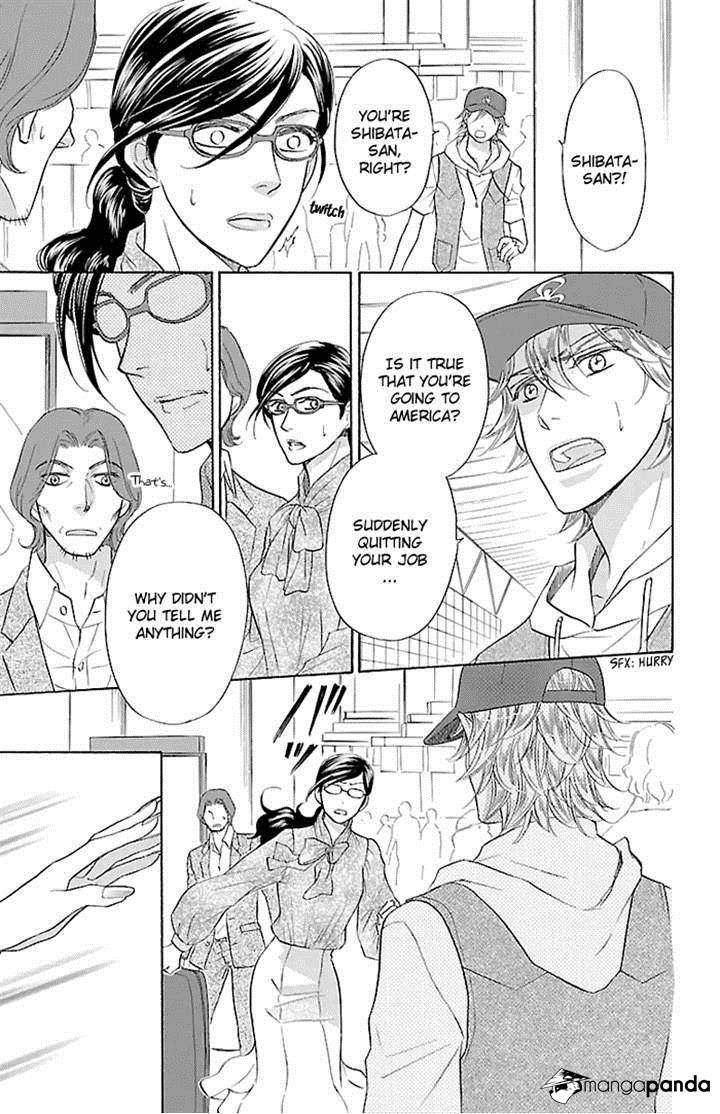 SHIBATA-
SAN?!
YOU'RE
SHIBATA-
SAN,
RIGHT?
twitch
IS IT TRUE
THAT YOU'RE
GOING TO
AMERICA?
SUDDENLY
QUITTING
YOUR JOB
...
That's...
WHY DIDN'T
YOU TELL ME
ANYTHING?
SFX: HURRY
mangapanda